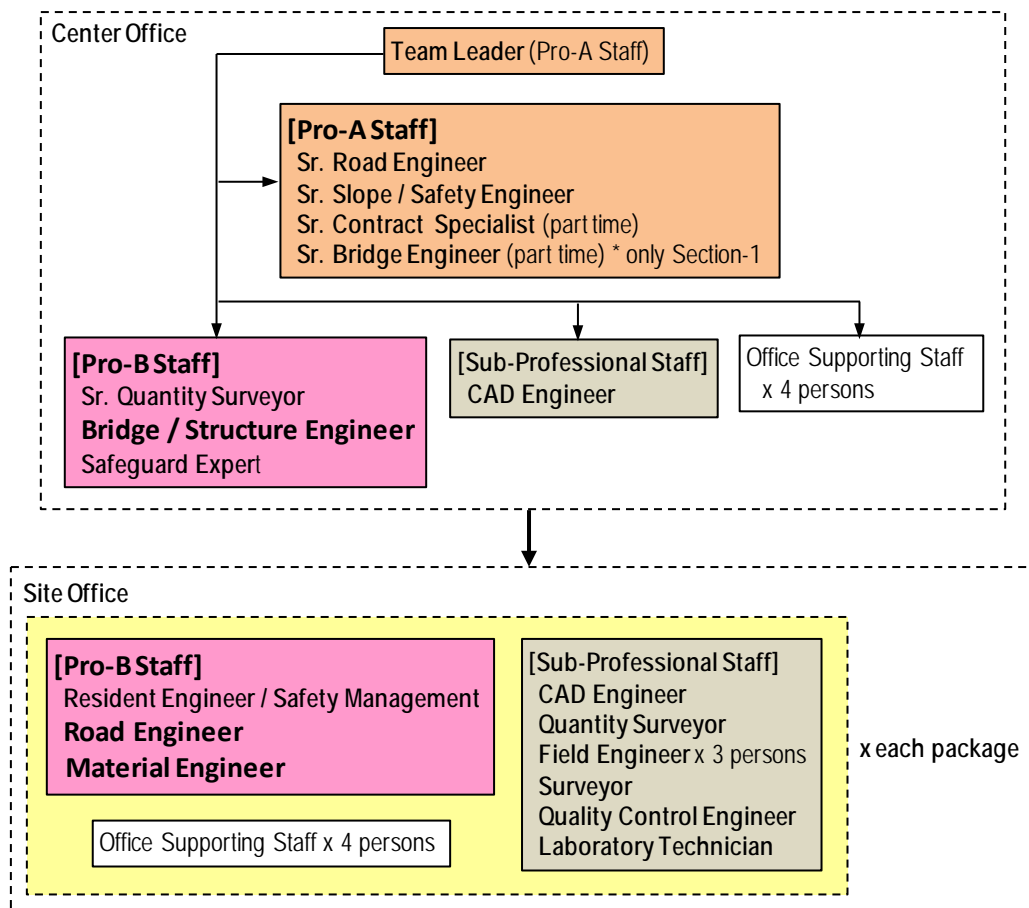 Center Office
Team Leader (Pro-A Staff)
[Pro-A Staff]
Sr. Road Engineer
Sr. Slope / Safety Engineer
Sr. Contract Specialist (part time)
Sr. Bridge Engineer (part time) * only Section-1
[Pro-B Staff]
Sr. Quantity Surveyor
Bridge / Structure Engineer
Safeguard Expert
[Sub-Professional Staff]
CAD Engineer
Office Supporting Staff
x 4 persons
Site Office
[Pro-B Staff]
Resident Engineer / Safety Management
Road Engineer
Material Engineer
Office Supporting Staff x 4 persons
[Sub-Professional Staff]
CAD Engineer
Quantity Surveyor
Field Engineer x 3 persons
Surveyor
Quality Control Engineer
Laboratory Technician
x each package